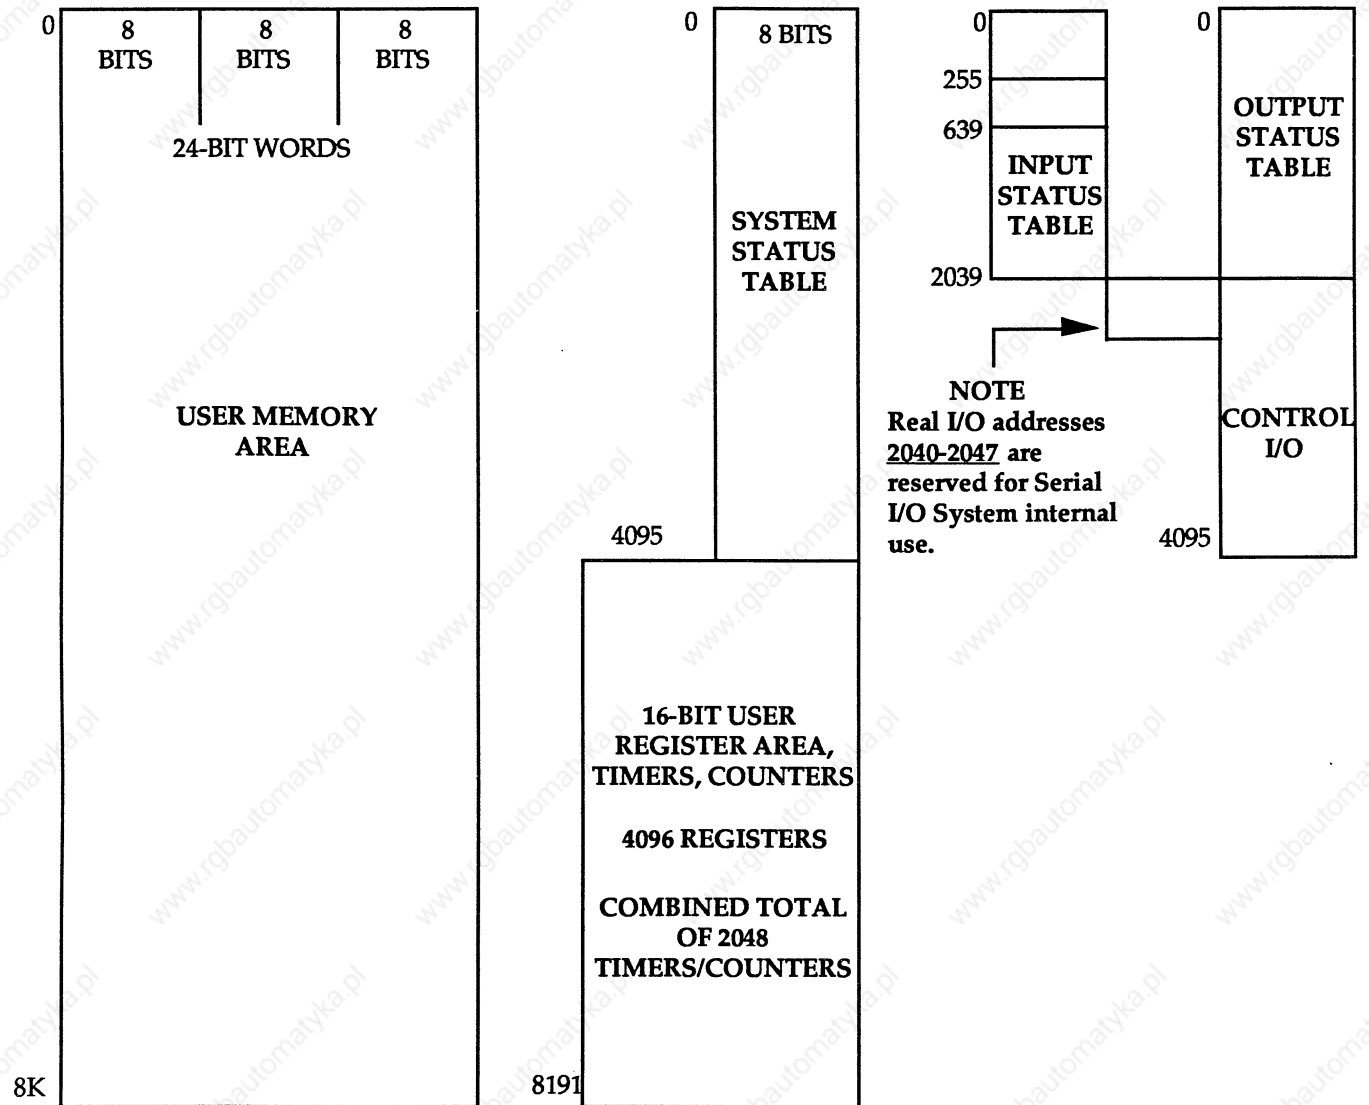 0
8
BITS
8
BITS
8
BITS
24-BIT WORDS
USER MEMORY
AREA
8K
0
8 BITS
SYSTEM
STATUS
TABLE
4095
16-BIT USER
REGISTER AREA,
TIMERS, COUNTERS
4096 REGISTERS
COMBINED TOTAL
OF 2048
TIMERS/COUNTERS
8191
0
255
639
INPUT
STATUS
TABLE
2039
NOTE
Real I/O addresses
2040-2047 are
reserved for Serial
I/O System internal
use.
0
OUTPUT
STATUS
TABLE
CONTROL
I/O
4095
www.rgbautomatyka.pl